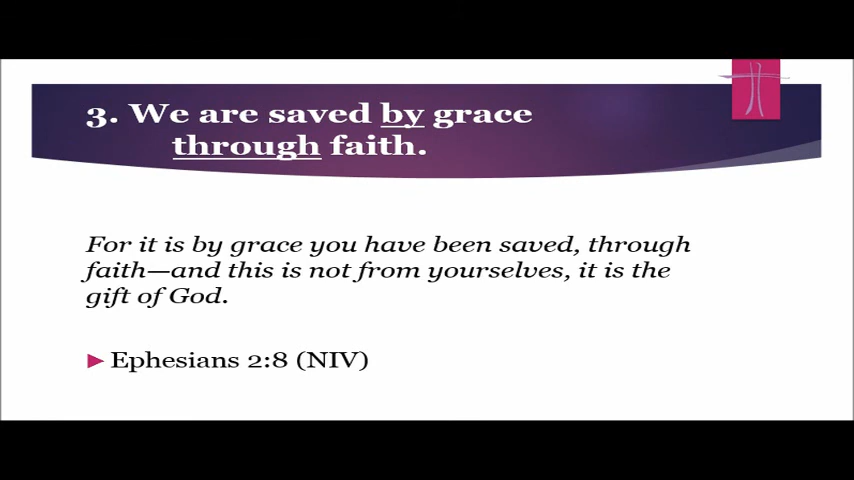 3. We are saved by grace
through faith.
For it is by grace you have been saved, through
faith—and this is not from yourselves, it is the
gift of God.
Ephesians 2:8 (NIV)